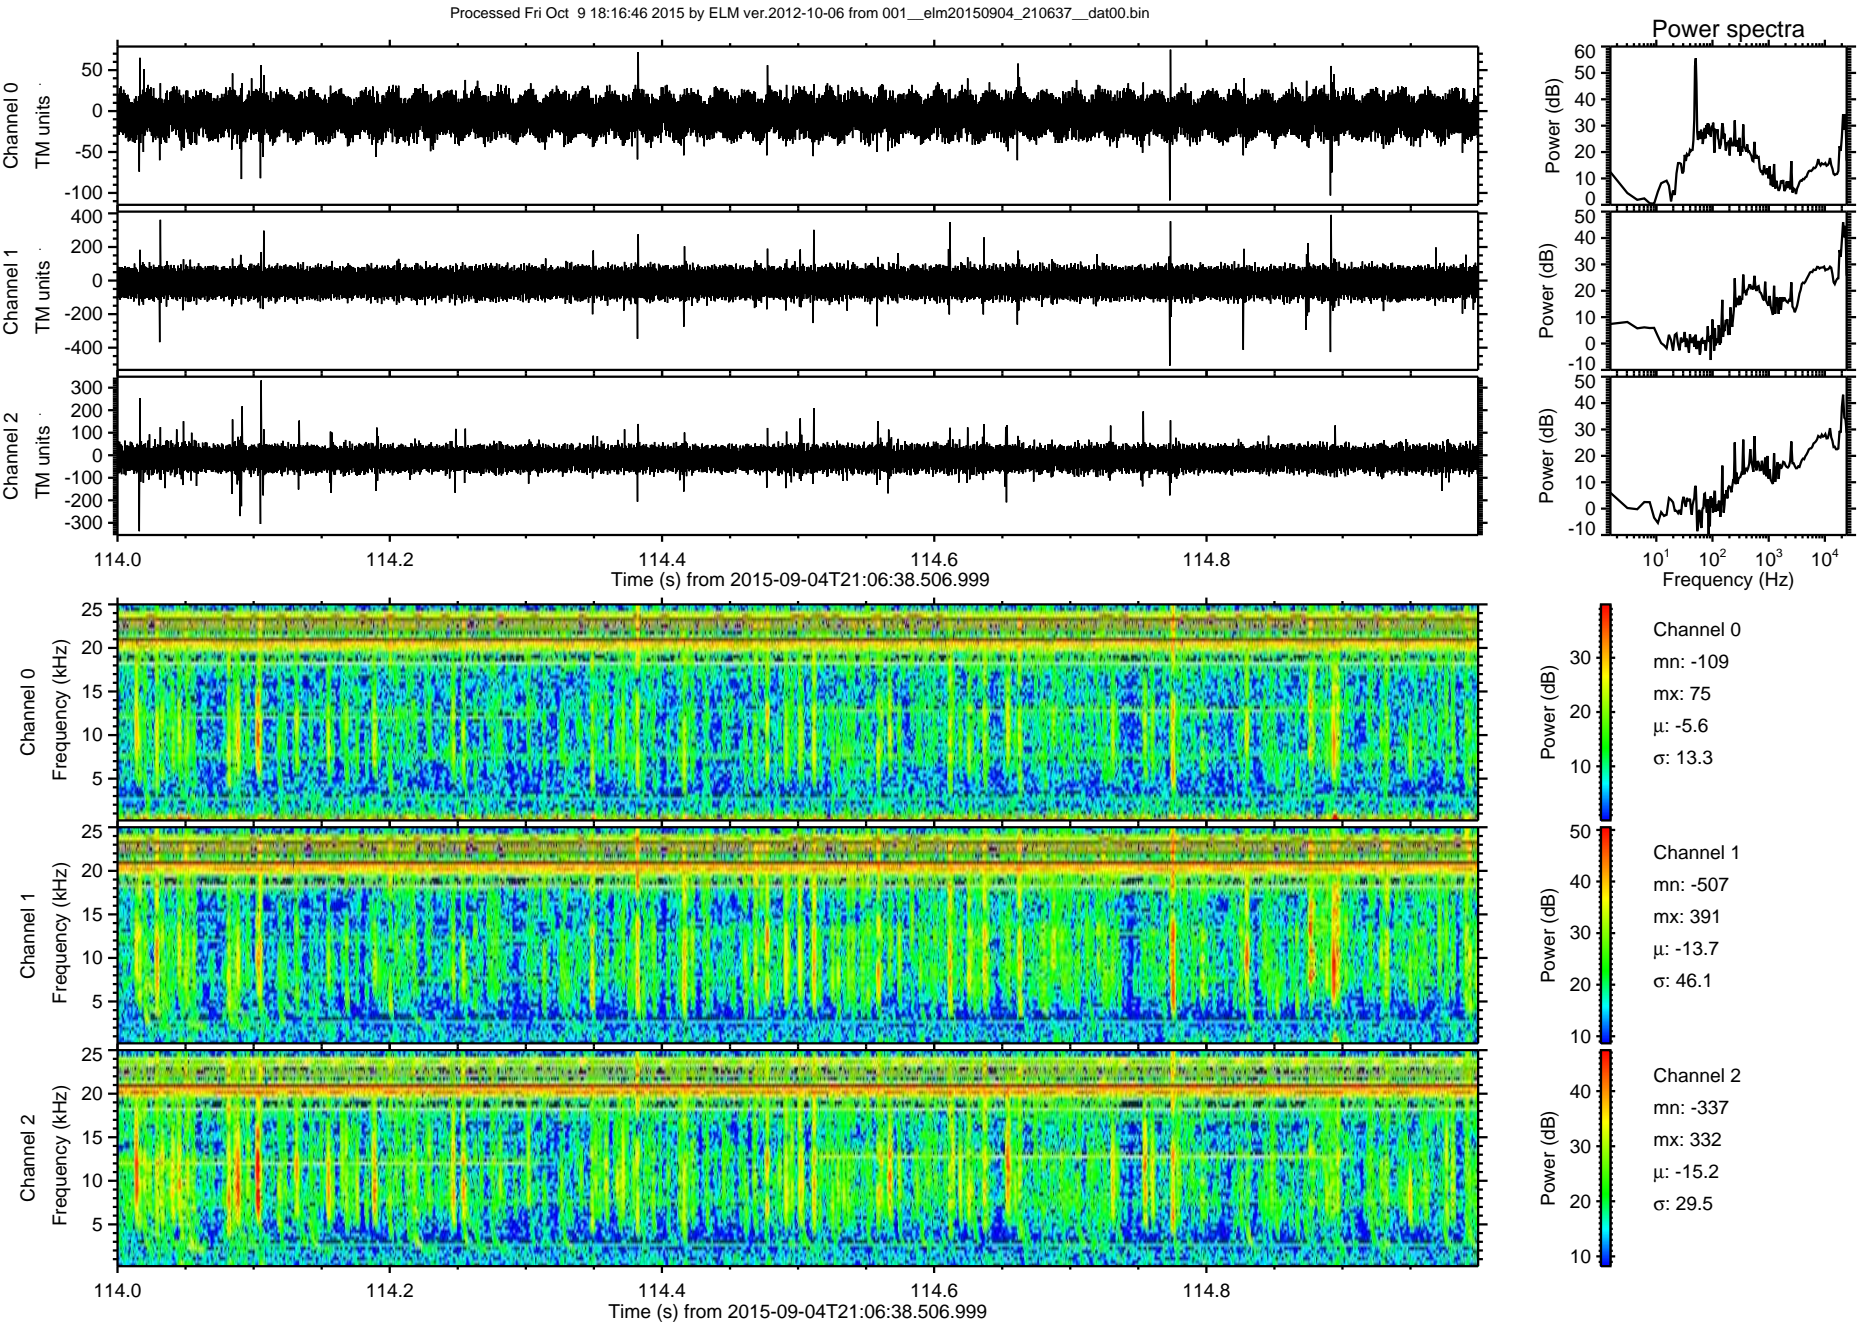 Processed Fri Oct  9 18:16:46 2015 by ELM ver.2012-10-06 from 001__elm20150904_210637__dat00.bin
Power spectra
Channel 0
TM units
50
0
-50
-100
Power (dB)
60
50
40
30
20
10
0
Channel 1
TM units
400
200
0
-200
-400
Power (dB)
50
40
30
20
10
0
-10
Channel 2
TM units
300
200
100
0
-100
-200
-300
Power (dB)
50
40
30
20
10
0
-10
114.0 114.2 114.4 114.6 114.8
Time (s) from 2015-09-04T21:06:38.506.999
10^1 10^2 10^3 10^4
Frequency (Hz)
Channel 0
Frequency (kHz)
25
20
15
10
5
Power (dB)
30
20
10
Channel 0
mn: -109
mx: 75
μ: -5.6
σ: 13.3
Channel 1
Frequency (kHz)
25
20
15
10
5
Power (dB)
50
40
30
20
10
Channel 1
mn: -507
mx: 391
μ: -13.7
σ: 46.1
Channel 2
Frequency (kHz)
25
20
15
10
5
Power (dB)
40
30
20
10
Channel 2
mn: -337
mx: 332
μ: -15.2
σ: 29.5
114.0 114.2 114.4 114.6 114.8
Time (s) from 2015-09-04T21:06:38.506.999